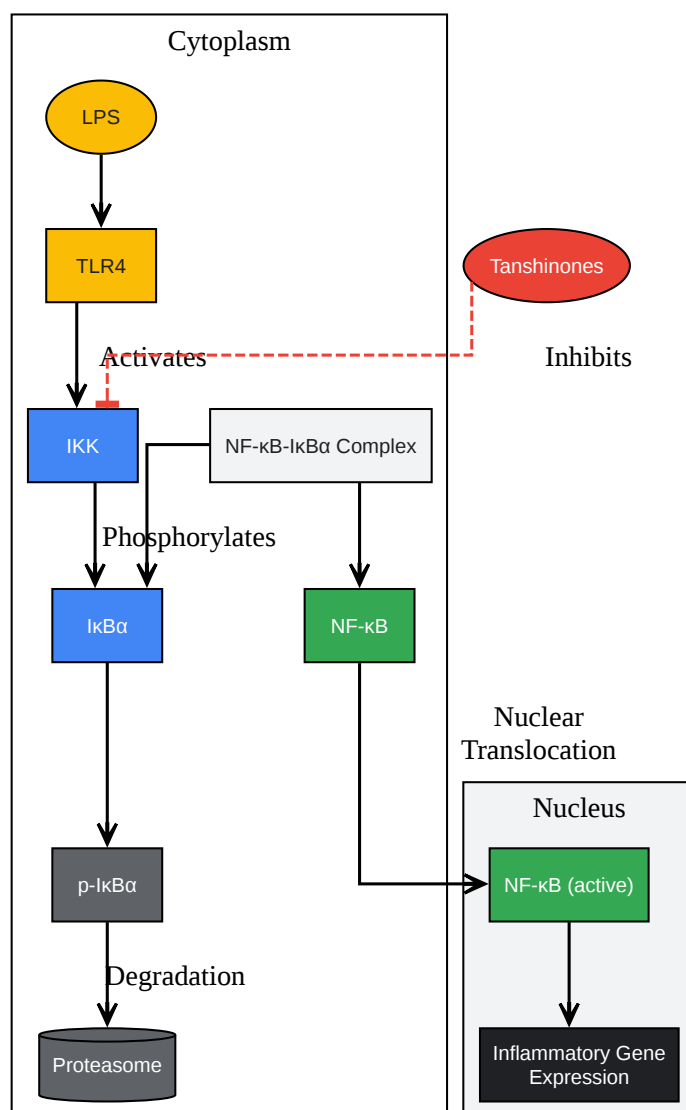 Cytoplasm
LPS
TLR4
Tanshinones
Activates
Inhibits
IKK
NF-κB-IκBα Complex
Phosphorylates
IκBα
NF-κB
Nuclear
Translocation
Nucleus
p-IκBα
NF-κB (active)
Degradation
Proteasome
Inflammatory Gene
Expression